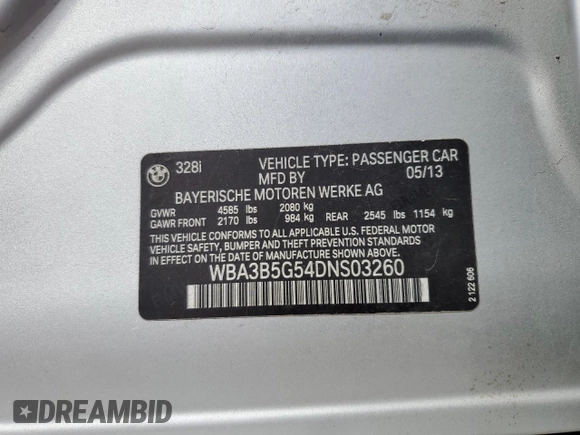 328i VEHICLE TYPE: PASSENGER CAR
MFD BY 05/13
BAYERISCHE MOTOREN WERKE AG
GVWR 4585 lbs 2080 kg
GAWR FRONT 2170 lbs 984 kg REAR 2545 lbs 1154 kg
THIS VEHICLE CONFORMS TO ALL APPLICABLE U.S. FEDERAL MOTOR
VEHICLE SAFETY, BUMPER AND THEFT PREVENTION STANDARDS IN
EFFECT ON THE DATE OF MANUFACTURE SHOWN ABOVE.
WBA3B5G54DNS03260
2 122 606
DREAMBID